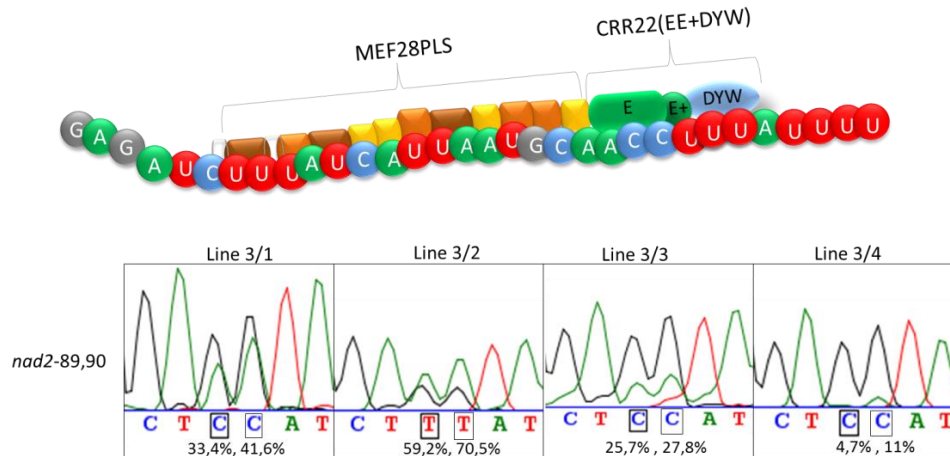 MEF28PLS
CRR22(EE+DYW)
E E+ DYW
G A G A U C U U U A U C A U U A A U G C A A C C U U U A U U U U
Line 3/1 Line 3/2 Line 3/3 Line 3/4
nad2-89,90
C T C C A T C T T T A T C T C C A T C T C C A T
33,4%, 41,6% 59,2%, 70,5% 25,7% , 27,8% 4,7% , 11%